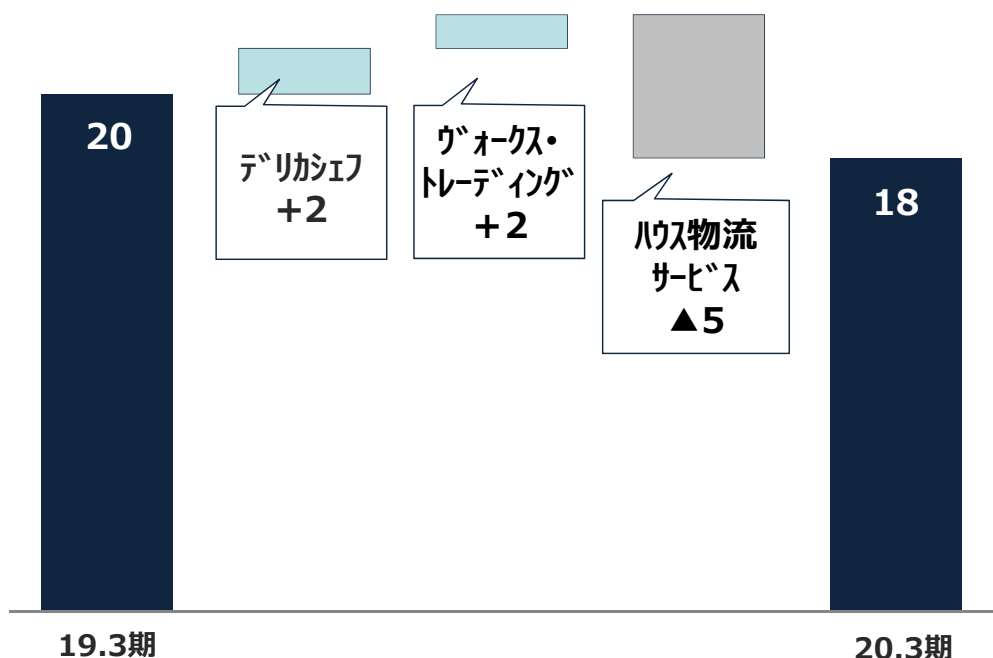 20
ﾃﾞﾘｶｼｪﾌ
+2
ｳﾞｫｰｸｽ・
ﾄﾚｰﾃﾞｨﾝｸﾞ
+2
ﾊｳｽ物流
ｻｰﾋﾞｽ
▲5
18
19.3期
20.3期